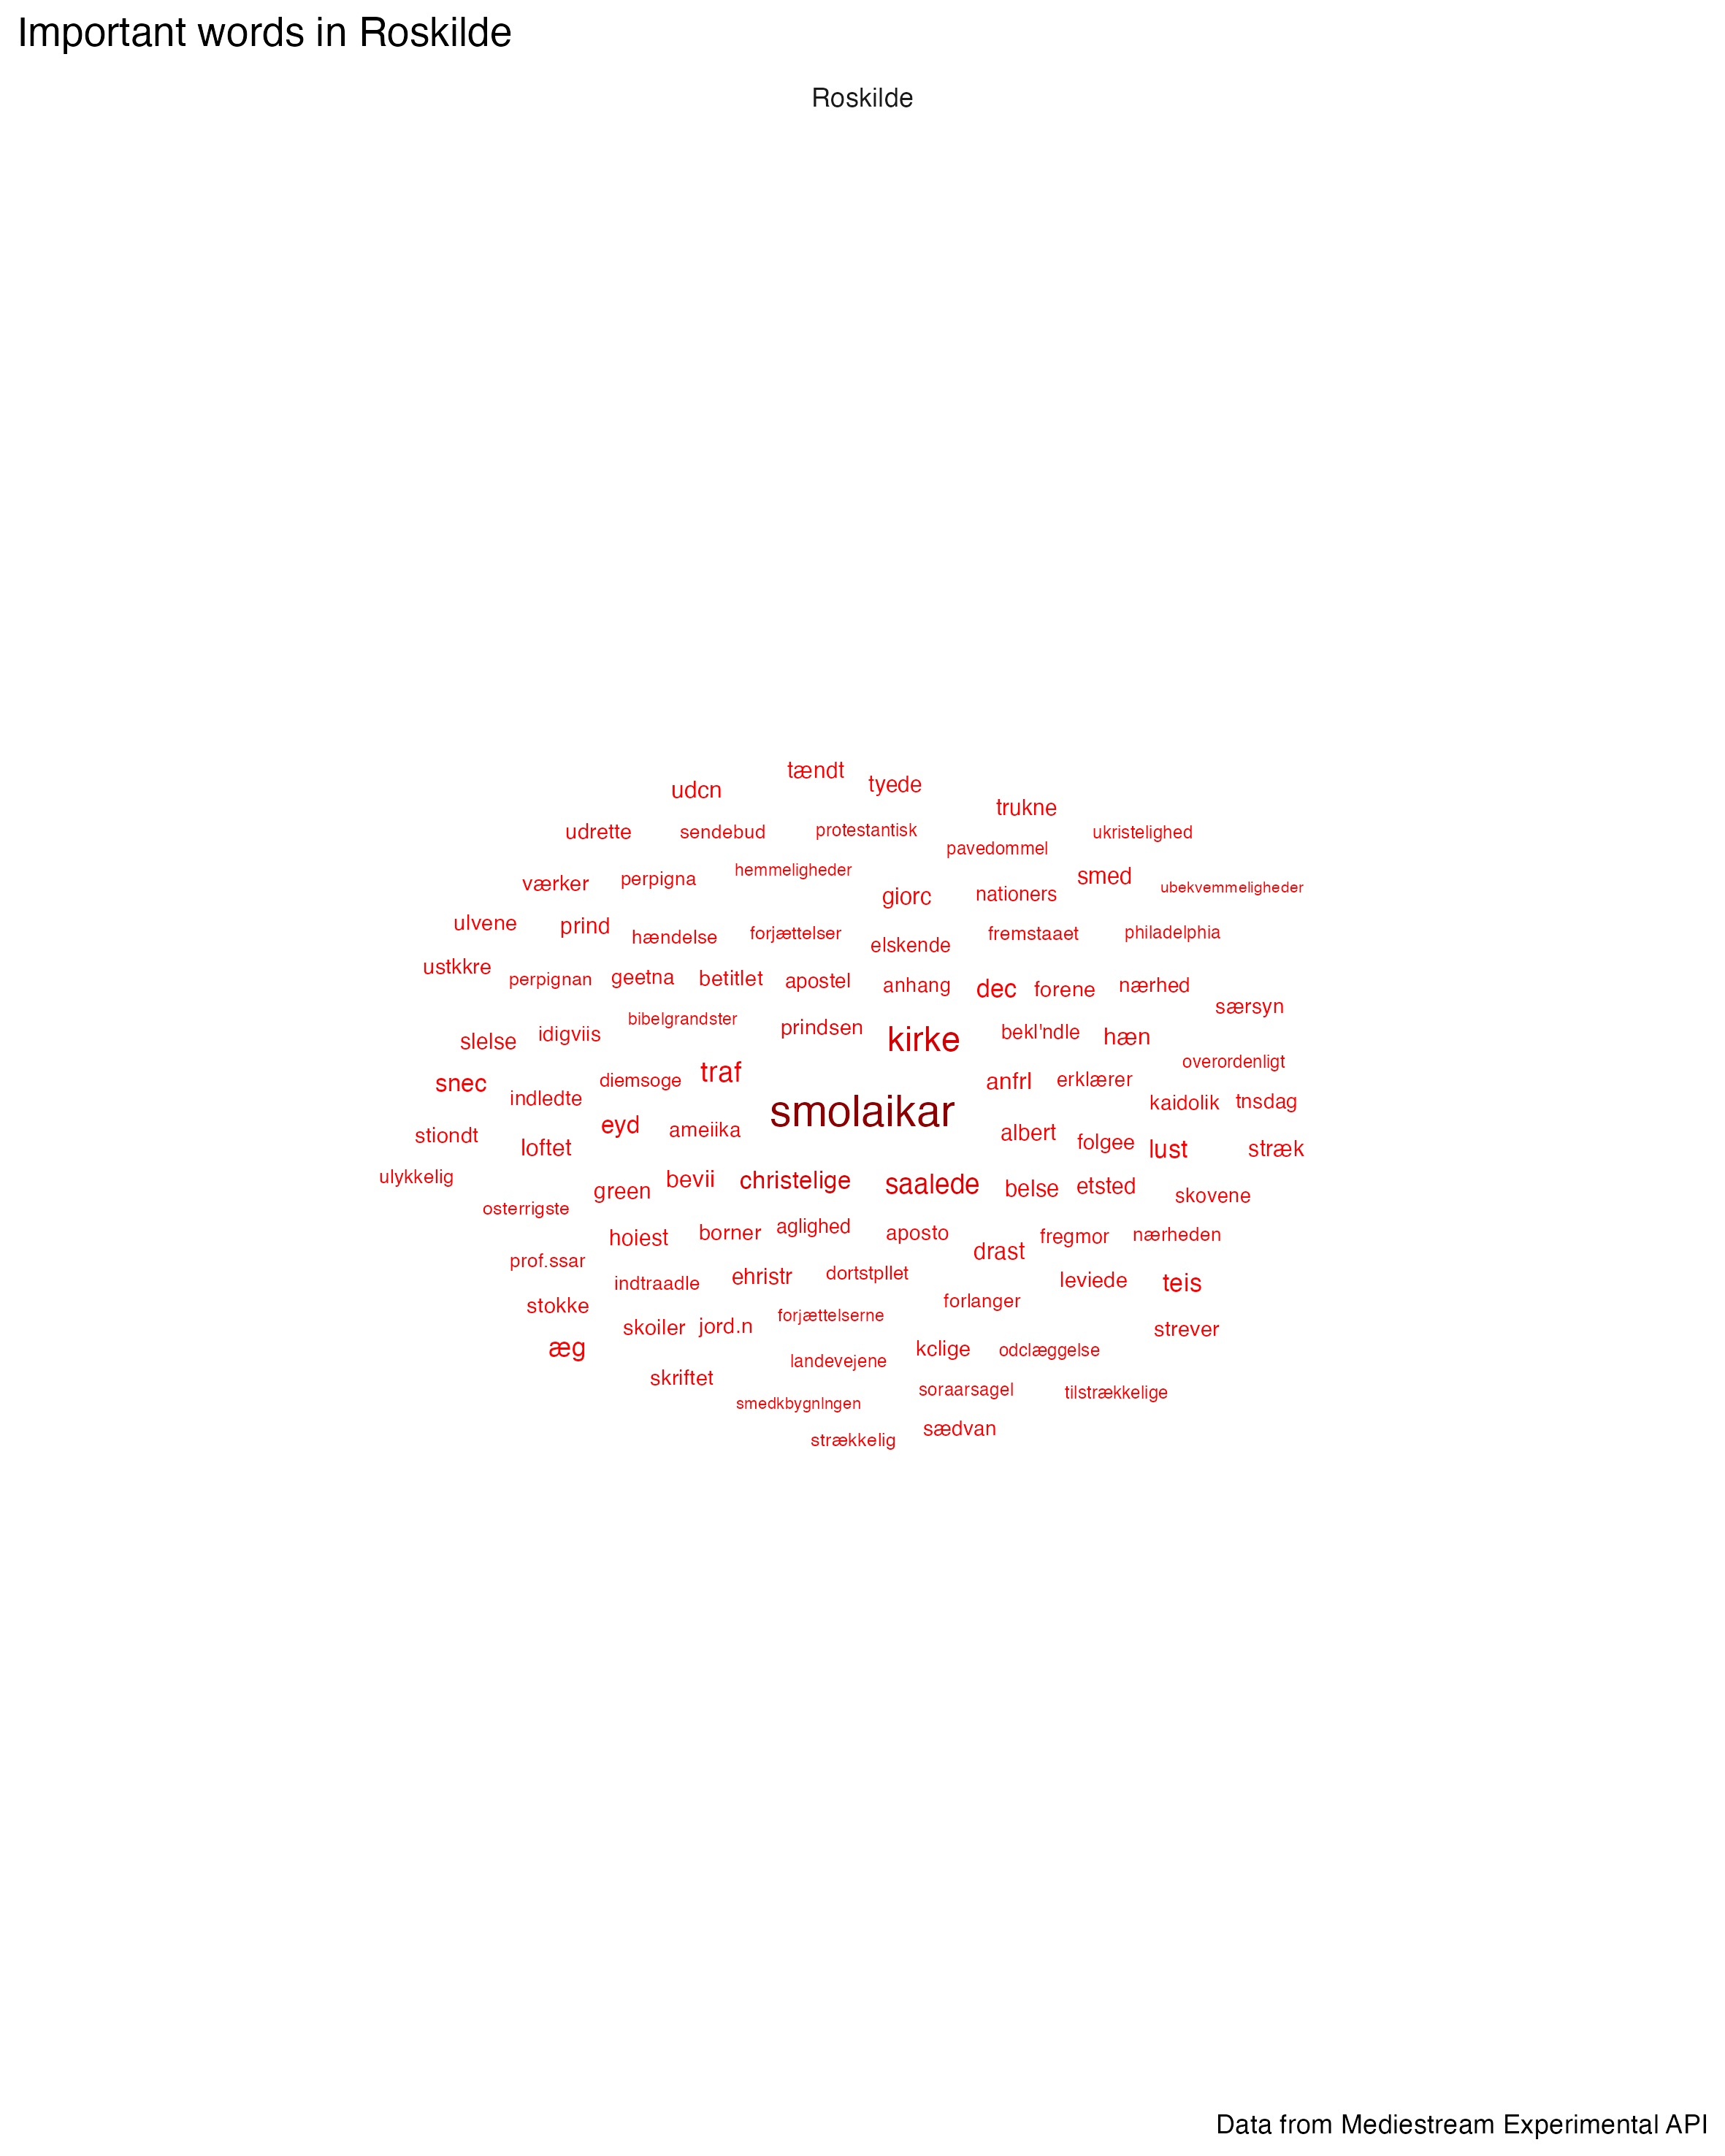 Important words in Roskilde
Roskilde
tændt
udcn tyede
trukne
udrette sendebud protestantisk ukristelighed
pavedommel
hemmeligheder smed
værker perpigna ubekvemmeligheder
giorc nationers
ulvene prind
hændelse forjættelser elskende fremstaaet philadelphia
ustkkre
perpignan geetna betitlet apostel anhang dec forene nærhed
særsyn
bibelgrandster prindsen
slelse idigviis kirke bekl'ndle hæn
overordenligt
snec diemsoge traf anfrl erklærer
indledte smolaikar kaidolik tnsdag
stiondt eyd ameiika albert
loftet folgee lust stræk
ulykkelig bevii christelige saalede belse etsted
green skovene
osterrigste
hoiest borner aglighed aposto fregmor nærheden
drast
prof.ssar
indtraadle ehristr dortstpllet leviede teis
stokke forlanger
skoiler jord.n forjættelserne strever
æg kclige odclæggelse
landevejene
skriftet soraarsagel tilstrækkelige
smedkbygnlngen
strækkelig sædvan
Data from Mediestream Experimental API